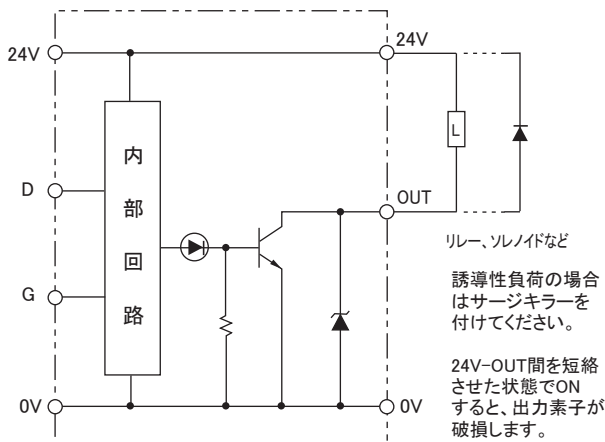 24V
24V
内部回路
D
G
L
OUT
リレー、ソレノイドなど
誘導性負荷の場合
はサージキラーを
付けてください。
24V-OUT間を短絡
させた状態でON
すると、出力素子が
破損します。
0V
0V